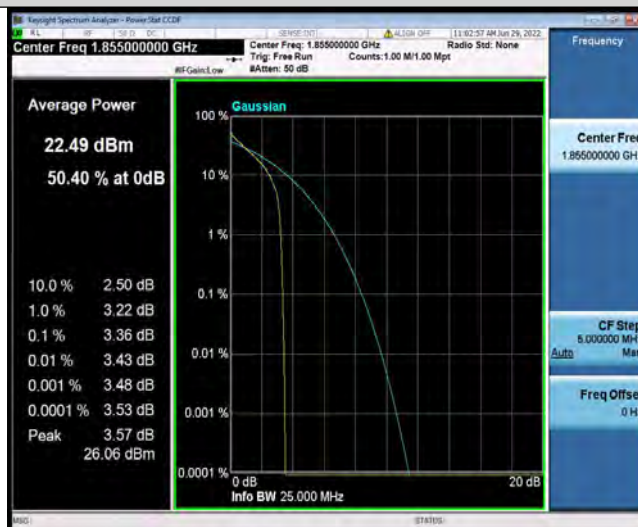 Keysight Spectrum Analyzer - Power Stat CCDF
RL RF 50 Ω DC SENSE:INT ALIGN OFF 11:02:57 AM Jun 29, 2022
Center Freq 1.855000000 GHz
Center Freq: 1.855000000 GHz Radio Std: None
Trig: Free Run Counts:1.00 M/1.00 Mpt
#IFGain:Low #Atten: 50 dB
Frequency
Average Power
22.49 dBm
50.40 % at 0dB
10.0 % 2.50 dB
1.0 % 3.22 dB
0.1 % 3.36 dB
0.01 % 3.43 dB
0.001 % 3.48 dB
0.0001 % 3.53 dB
Peak 3.57 dB
26.06 dBm
Gaussian
100 %
10 %
1 %
0.1 %
0.01 %
0.001 %
0.0001 %
0 dB 20 dB
Info BW 25.000 MHz
Center Freq
1.855000000 GH
CF Step
5.000000 MH
Auto Man
Freq Offse
0 H
MSG STATUS